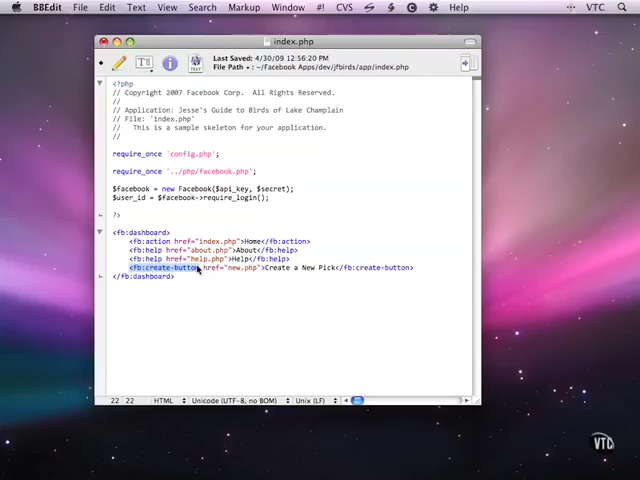 BBEdit File Edit Text View Search Markup Window #! CVS Help VTC
index.php
Last Saved: 4/30/09 12:56:20 PM
File Path: ~/Facebook Apps/dev/jfbirds/app/index.php
TEXT
<?php
// Copyright 2007 Facebook Corp.  All Rights Reserved.
//
// Application: Jesse's Guide to Birds of Lake Champlain
// File: 'index.php'
//   This is a sample skeleton for your application.
//
require_once 'config.php';
require_once '../php/facebook.php';
$facebook = new Facebook($api_key, $secret);
$user_id = $facebook->require_login();
?>
<fb:dashboard>
<fb:action href="index.php">Home</fb:action>
<fb:help href="about.php">About</fb:help>
<fb:help href="help.php">Help</fb:help>
<fb:create-button href="new.php">Create a New Pick</fb:create-button>
</fb:dashboard>
22 22 HTML Unicode (UTF-8, no BOM) Unix (LF)
VTC